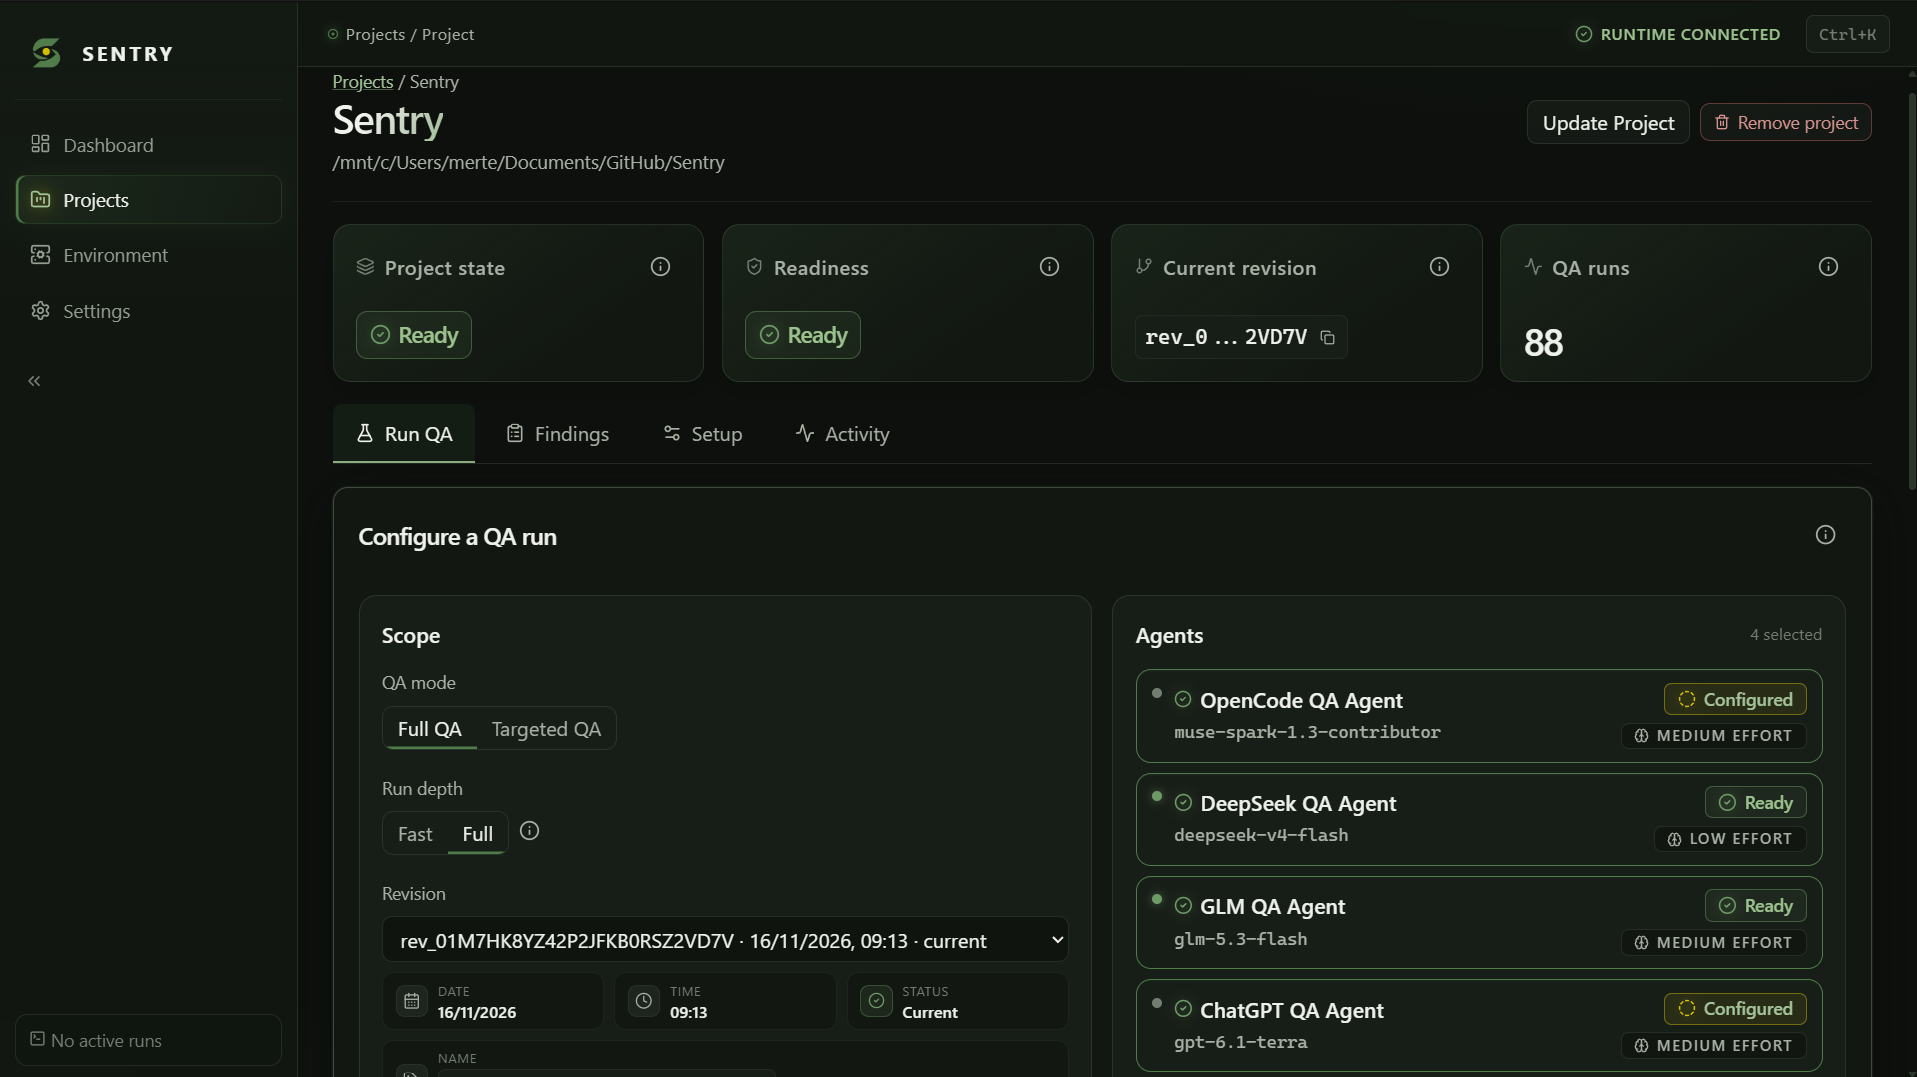 SENTRY
Dashboard
Projects
Environment
Settings
No active runs
Projects / Project
RUNTIME CONNECTED
Ctrl+K
Projects / Sentry
Sentry
/mnt/c/Users/merte/Documents/GitHub/Sentry
Update Project
Remove project
Project state
Ready
Readiness
Ready
Current revision
rev_0...2VD7V
QA runs
88
Run QA
Findings
Setup
Activity
Configure a QA run
Scope
QA mode
Full QA
Targeted QA
Run depth
Fast
Full
Revision
rev_01M7HK8YZ42P2JFKB0RSZ2VD7V · 16/11/2026, 09:13 · current
DATE
16/11/2026
TIME
09:13
STATUS
Current
NAME
Agents
4 selected
OpenCode QA Agent
Configured
muse-spark-1.3-contributor
MEDIUM EFFORT
DeepSeek QA Agent
Ready
deepseek-v4-flash
LOW EFFORT
GLM QA Agent
Ready
glm-5.3-flash
MEDIUM EFFORT
ChatGPT QA Agent
Configured
gpt-6.1-terra
MEDIUM EFFORT